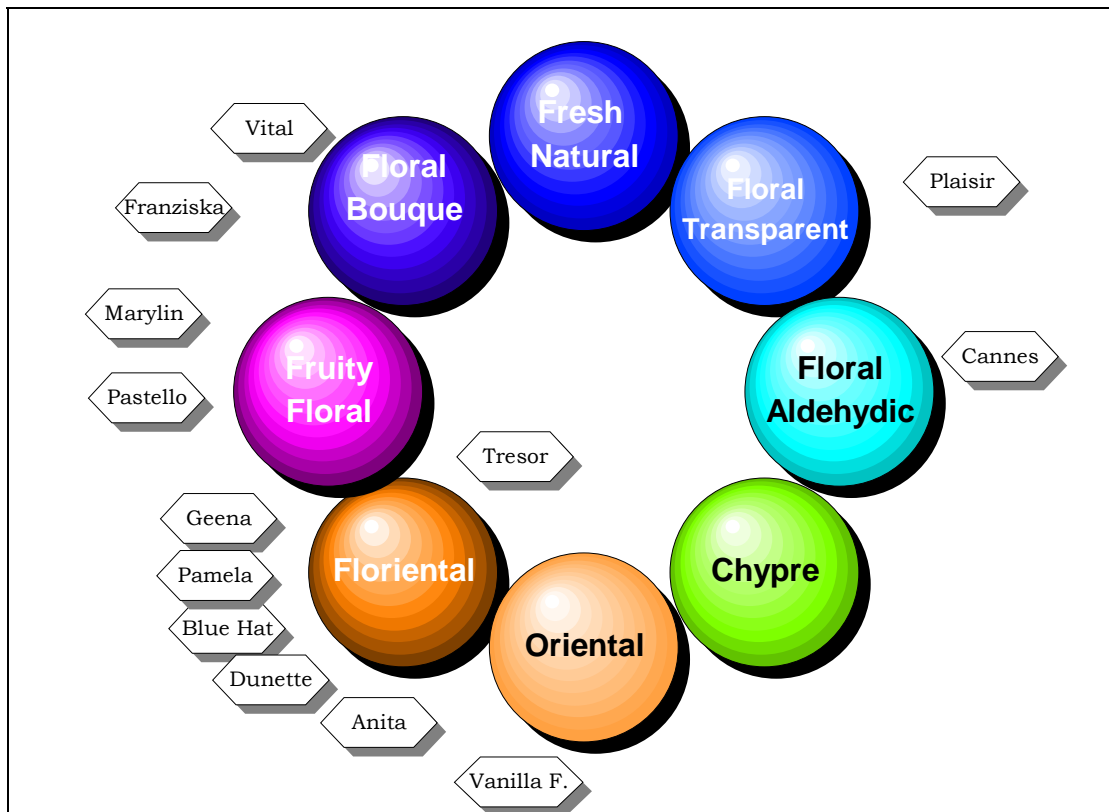 Fresh
Natural
Vital
Floral
Bouque
Floral
Transparent
Plaisir
Franziska
Marylin
Fruity
Floral
Pastello
Floral
Aldehydic
Cannes
Tresor
Geena
Pamela
Floriental
Chypre
Blue Hat
Oriental
Dunette
Anita
Vanilla F.